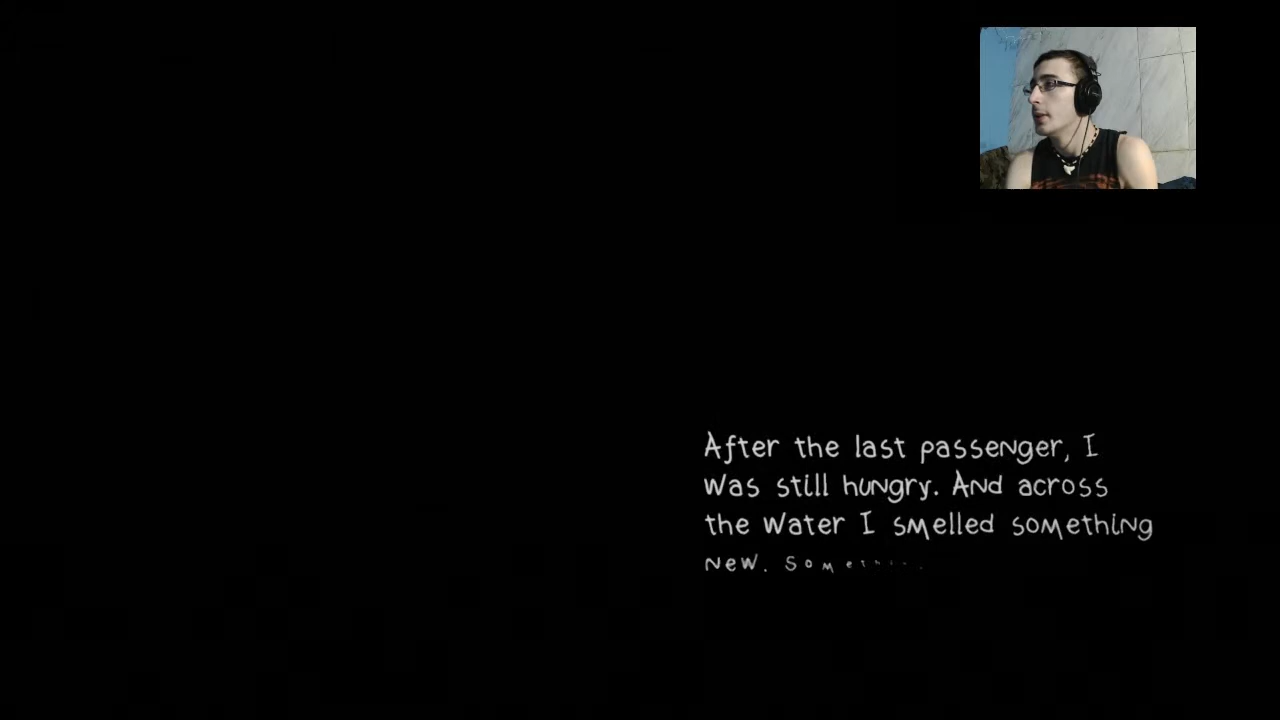 After the last passenger, I
was still hungry. And across
the water I smelled something
new.